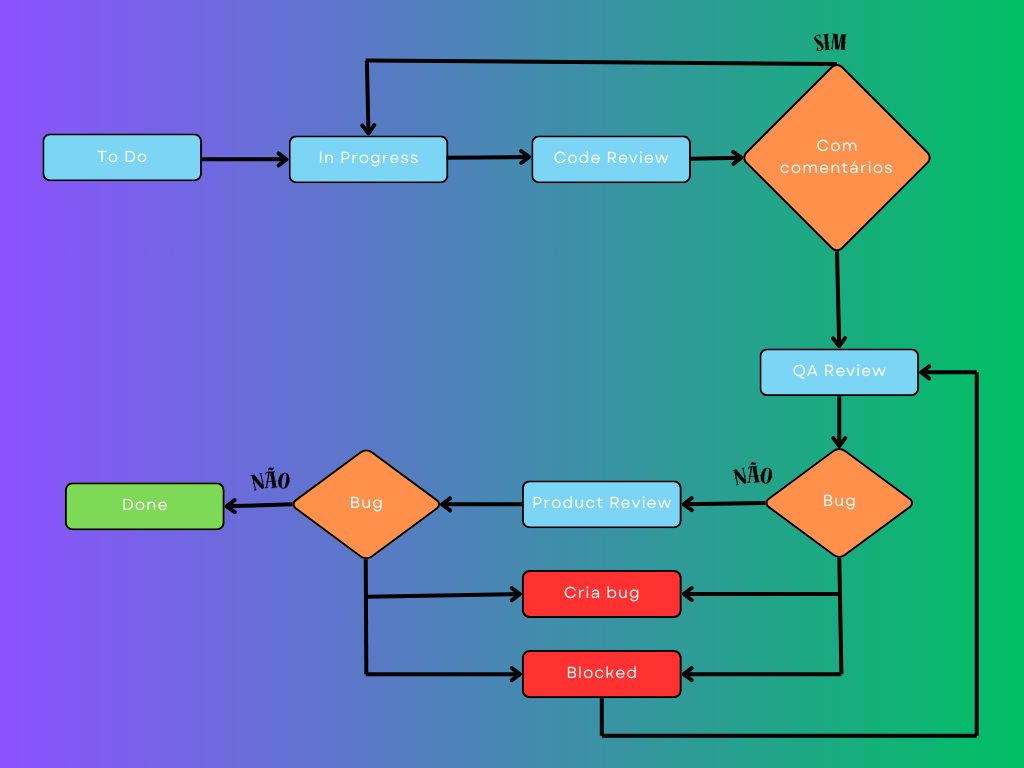 SIM
To Do
In Progress
Code Review
Com
comentários
QA Review
NÃO
NÃO
Done
Bug
Product Review
Bug
Cria bug
Blocked